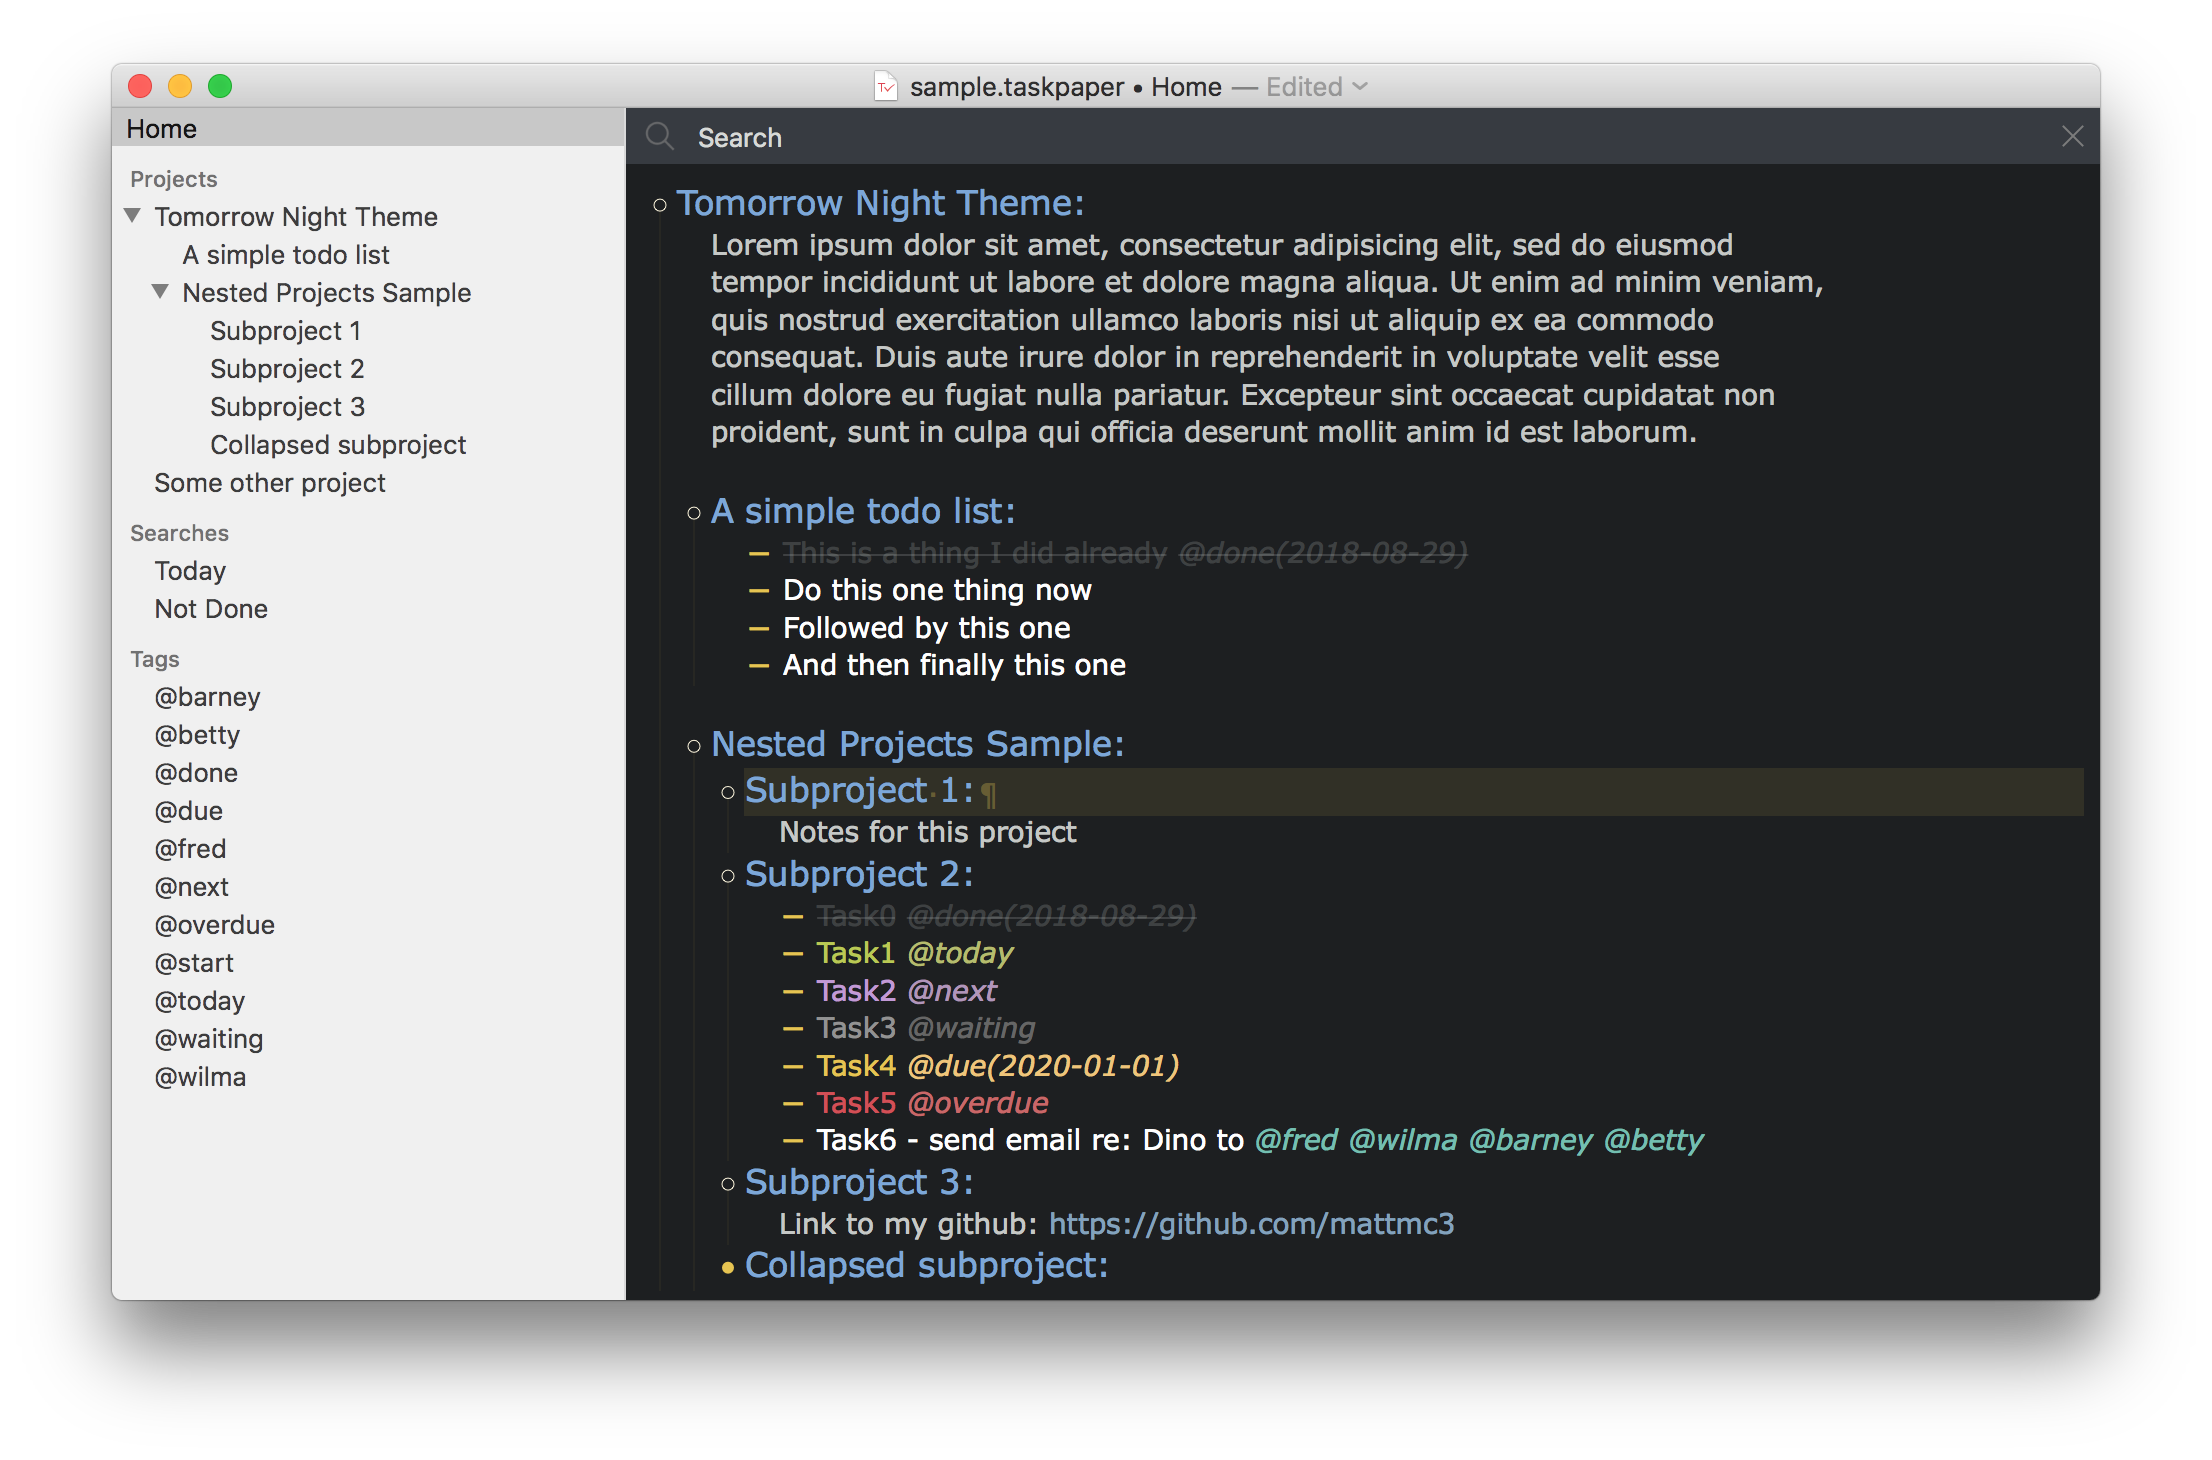 sample.taskpaper • Home — Edited
Home
Projects
Tomorrow Night Theme
A simple todo list
Nested Projects Sample
Subproject 1
Subproject 2
Subproject 3
Collapsed subproject
Some other project
Searches
Today
Not Done
Tags
@barney
@betty
@done
@due
@fred
@next
@overdue
@start
@today
@waiting
@wilma
Search
Tomorrow Night Theme:
Lorem ipsum dolor sit amet, consectetur adipisicing elit, sed do eiusmod
tempor incididunt ut labore et dolore magna aliqua. Ut enim ad minim veniam,
quis nostrud exercitation ullamco laboris nisi ut aliquip ex ea commodo
consequat. Duis aute irure dolor in reprehenderit in voluptate velit esse
cillum dolore eu fugiat nulla pariatur. Excepteur sint occaecat cupidatat non
proident, sunt in culpa qui officia deserunt mollit anim id est laborum.
A simple todo list:
– This is a thing I did already @done(2018-08-29)
– Do this one thing now
– Followed by this one
– And then finally this one
Nested Projects Sample:
Subproject·1:¶
Notes for this project
Subproject 2:
– Task0 @done(2018-08-29)
– Task1 @today
– Task2 @next
– Task3 @waiting
– Task4 @due(2020-01-01)
– Task5 @overdue
– Task6 - send email re: Dino to @fred @wilma @barney @betty
Subproject 3:
Link to my github: https://github.com/mattmc3
Collapsed subproject: